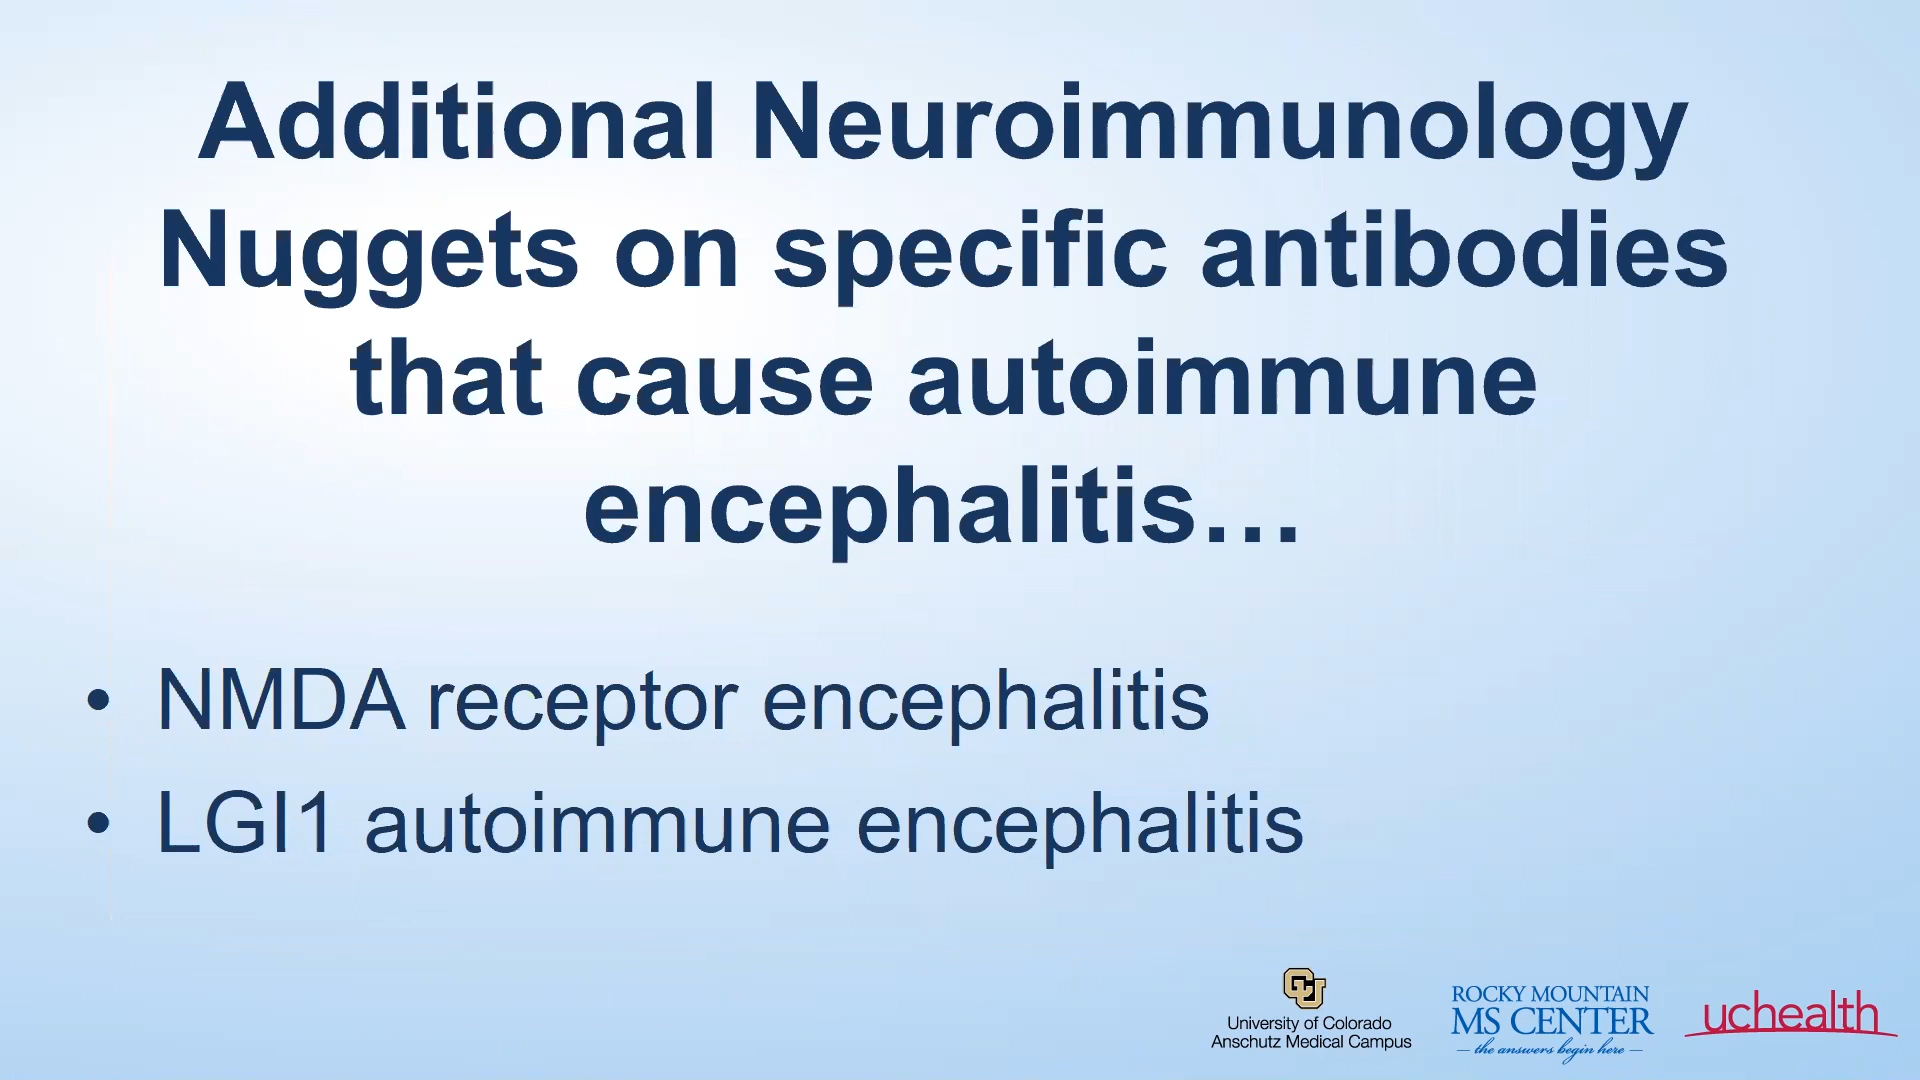 Additional Neuroimmunology
Nuggets on specific antibodies
that cause autoimmune
encephalitis…
• NMDA receptor encephalitis
• LGI1 autoimmune encephalitis
CU
University of Colorado
Anschutz Medical Campus
ROCKY MOUNTAIN
MS CENTER
— the answers begin here —
uchealth